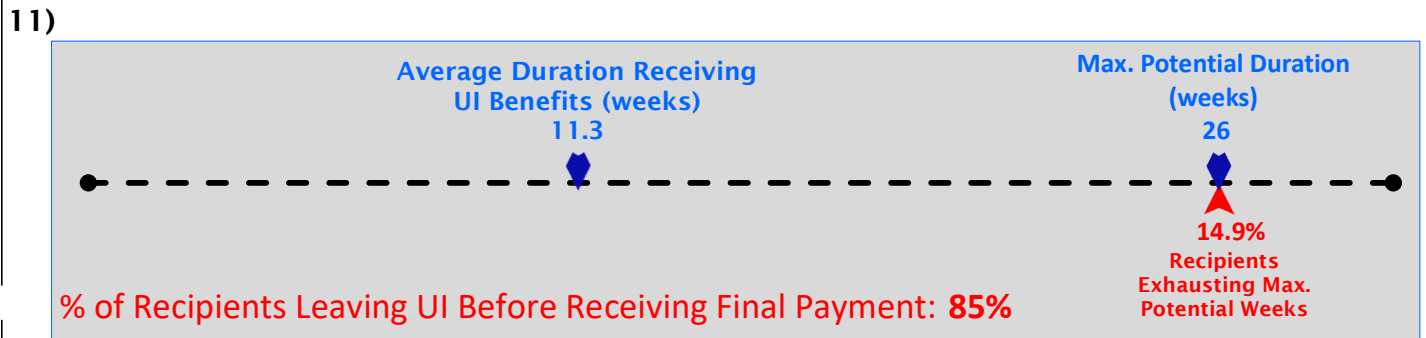 11)
Average Duration Receiving
UI Benefits (weeks)
11.3
Max. Potential Duration
(weeks)
26
14.9%
Recipients
Exhausting Max.
Potential Weeks
% of Recipients Leaving UI Before Receiving Final Payment: 85%